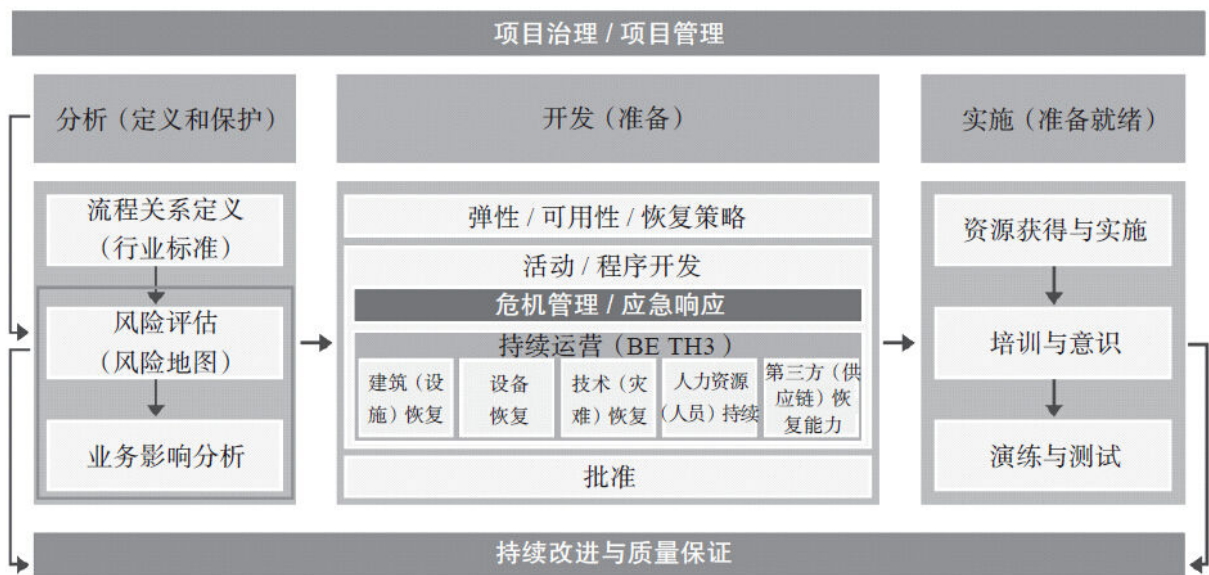 项目治理 / 项目管理
分析（定义和保护）
开发（准备）
实施（准备就绪）
流程关系定义
（行业标准）
风险评估
（风险地图）
业务影响分析
弹性 / 可用性 / 恢复策略
活动 / 程序开发
危机管理 / 应急响应
持续运营（BE TH3）
建筑（设
施）恢复
设备
恢复
技术（灾
难）恢复
人力资源
（人员）持续
第三方（供
应链）恢
复能力
批准
资源获得与实施
培训与意识
演练与测试
持续改进与质量保证